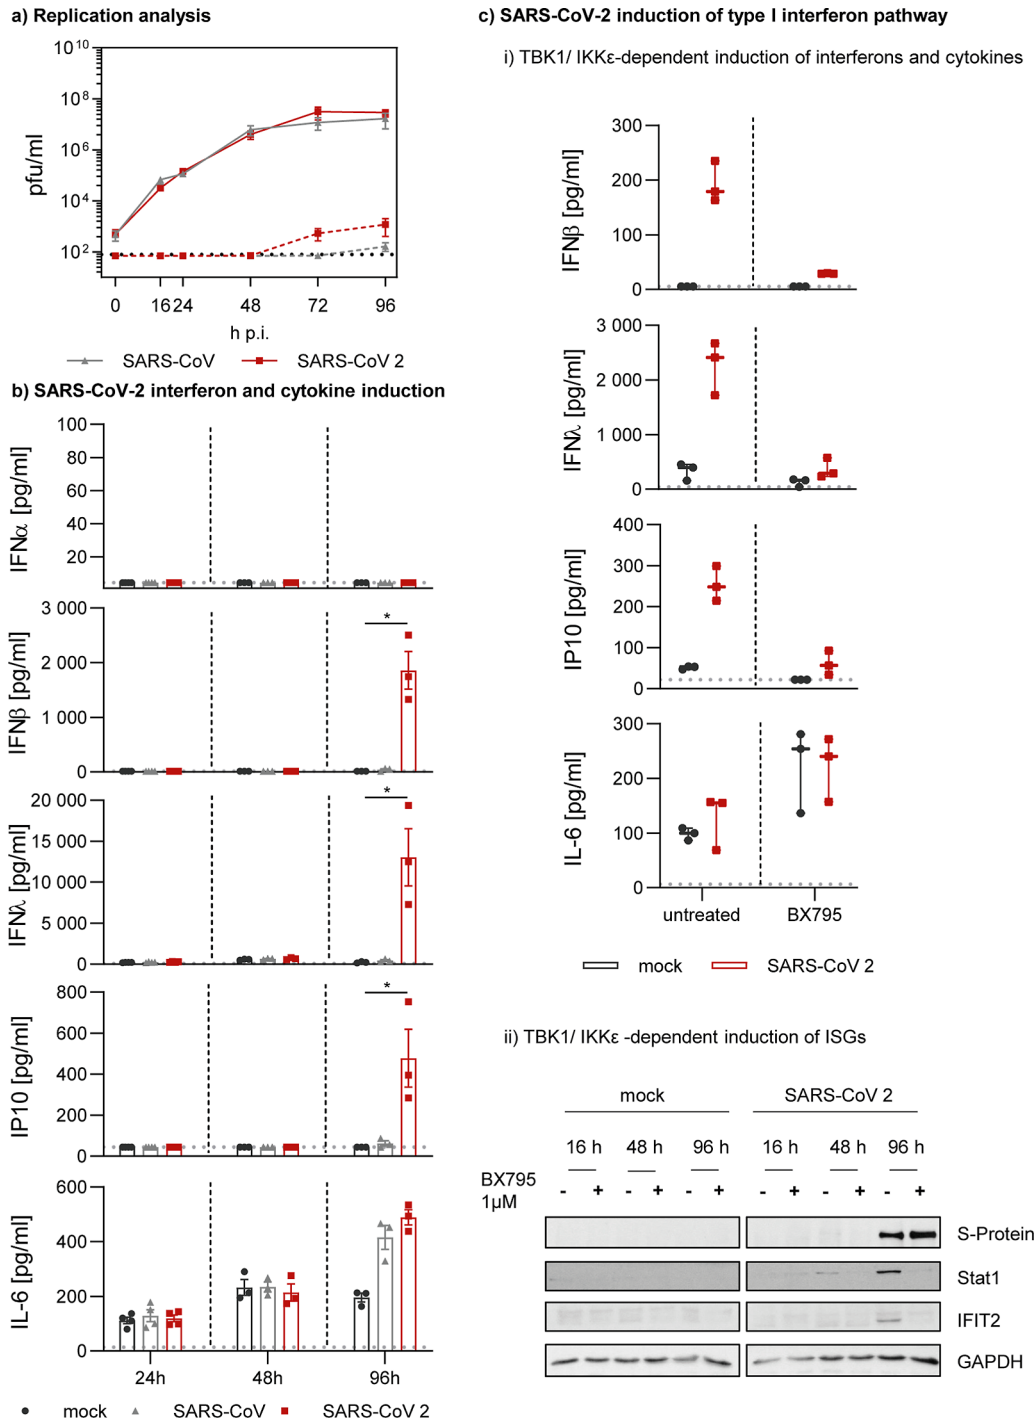 a) Replication analysis
pfu/ml
10^10
10^8
10^6
10^4
10^2
0 16 24 48 72 96
h p.i.
SARS-CoV SARS-CoV 2
b) SARS-CoV-2 interferon and cytokine induction
IFNα [pg/ml]
100
80
60
40
20
IFNβ [pg/ml]
3 000
2 000
1 000
0
*
IFNλ [pg/ml]
20 000
15 000
10 000
5 000
0
*
IP10 [pg/ml]
800
600
400
200
0
*
IL-6 [pg/ml]
600
400
200
0
24h 48h 96h
mock SARS-CoV SARS-CoV 2
c) SARS-CoV-2 induction of type I interferon pathway
i) TBK1/ IKKε-dependent induction of interferons and cytokines
IFNβ [pg/ml]
300
200
100
0
IFNλ [pg/ml]
3 000
2 000
1 000
0
IP10 [pg/ml]
400
300
200
100
0
IL-6 [pg/ml]
300
200
100
0
untreated BX795
mock SARS-CoV 2
ii) TBK1/ IKKε -dependent induction of ISGs
mock SARS-CoV 2
16 h 48 h 96 h 16 h 48 h 96 h
BX795
1µM
- + - + - + - + - + - +
S-Protein
Stat1
IFIT2
GAPDH